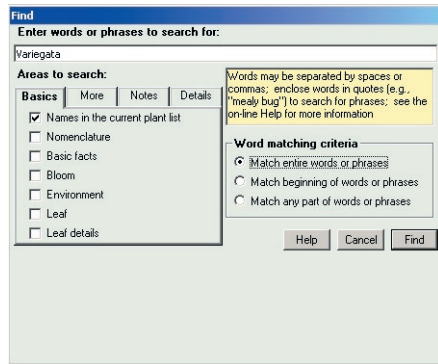 Find
Enter words or phrases to search for:
Variegata
Areas to search:
Basics More Notes Details
Names in the current plant list
Nomenclature
Basic facts
Bloom
Environment
Leaf
Leaf details
Words may be separated by spaces or
commas; enclose words in quotes (e.g.,
"mealy bug") to search for phrases; see the
on-line Help for more information
Word matching criteria
Match entire words or phrases
Match beginning of words or phrases
Match any part of words or phrases
Help Cancel Find